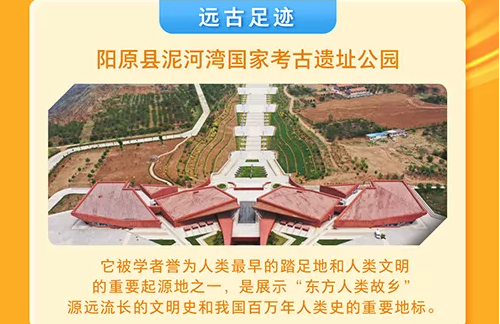 远古足迹
阳原县泥河湾国家考古遗址公园
它被学者誉为人类最早的踏足地和人类文明
的重要起源地之一，是展示“东方人类故乡”
源远流长的文明史和我国百万年人类史的重要地标。